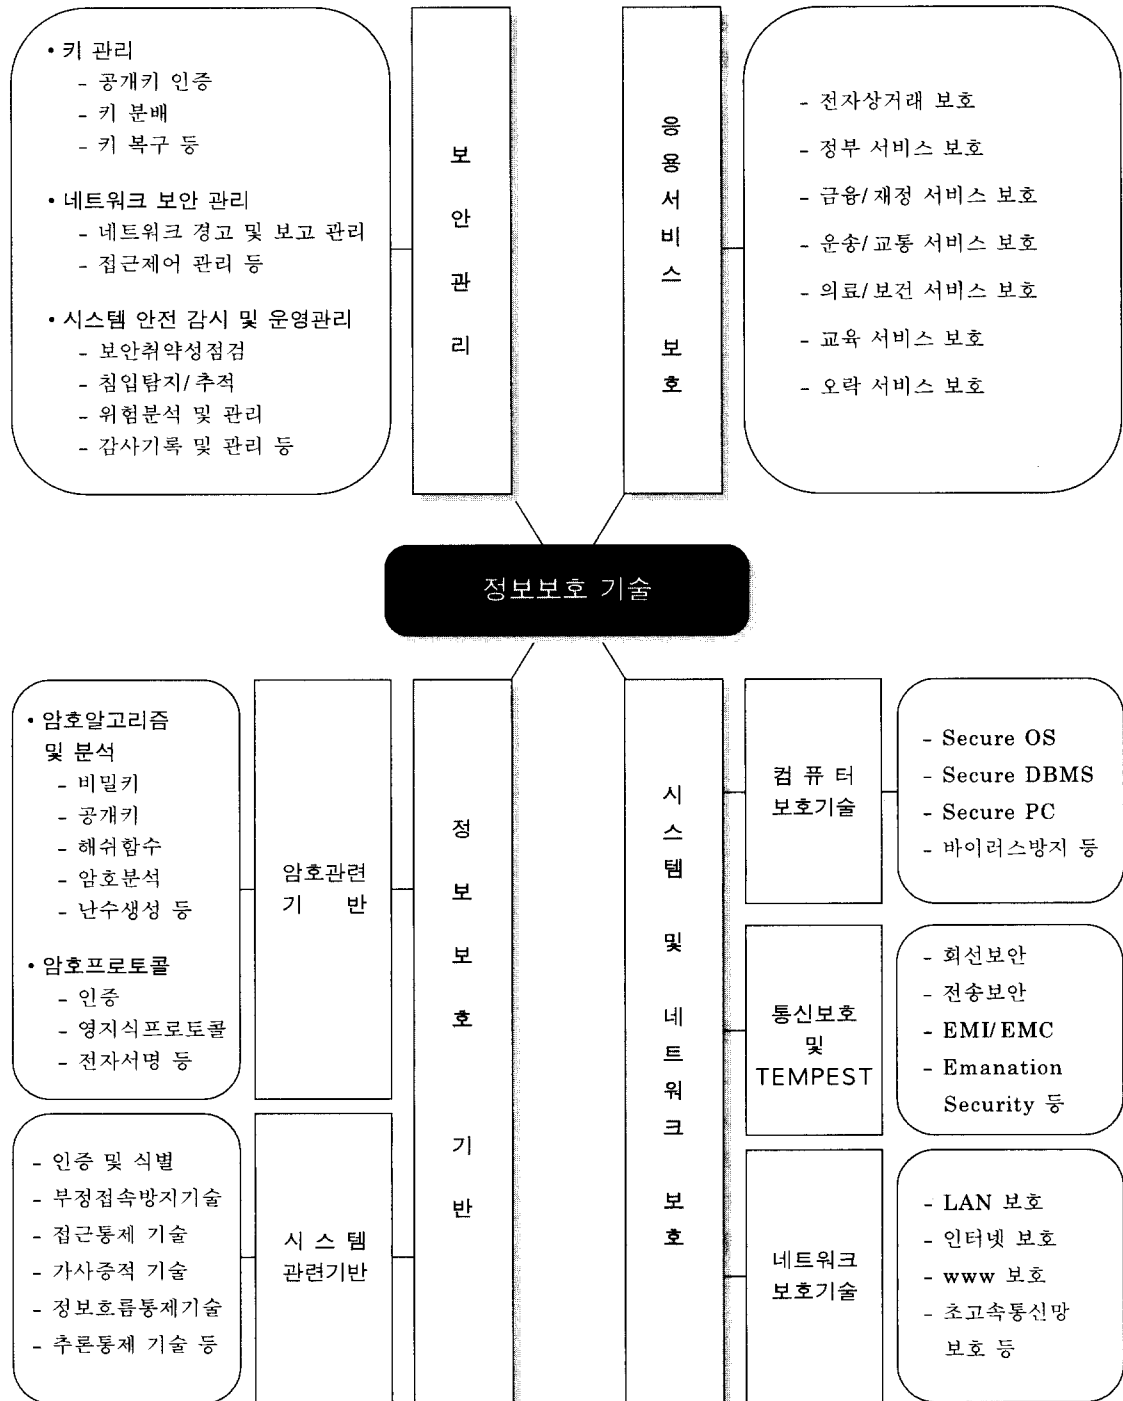 • 키 관리
- 공개키 인증
- 키 분배
- 키 복구 등
• 네트워크 보안 관리
- 네트워크 경고 및 보고 관리
- 접근제어 관리 등
• 시스템 안전 감시 및 운영관리
- 보안취약성점검
- 침입탐지/추적
- 위험분석 및 관리
- 감사기록 및 관리 등
보안관리
응용서비스 보호
- 전자상거래 보호
- 정부 서비스 보호
- 금융/재정 서비스 보호
- 운송/교통 서비스 보호
- 의료/보건 서비스 보호
- 교육 서비스 보호
- 오락 서비스 보호
정보보호 기술
• 암호알고리즘
및 분석
- 비밀키
- 공개키
- 해쉬함수
- 암호분석
- 난수생성 등
• 암호프로토콜
- 인증
- 영지식프로토콜
- 전자서명 등
암호관련
기 반
- 인증 및 식별
- 부정접속방지기술
- 접근통제 기술
- 가사증적 기술
- 정보흐름통제기술
- 추론통제 기술 등
시 스 템
관련기반
정보보호 기반
시스템 및 네트워크 보호
컴 퓨 터
보호기술
- Secure OS
- Secure DBMS
- Secure PC
- 바이러스방지 등
통신보호
및
TEMPEST
- 회선보안
- 전송보안
- EMI/EMC
- Emanation
Security 등
네트워크
보호기술
- LAN 보호
- 인터넷 보호
- www 보호
- 초고속통신망
보호 등